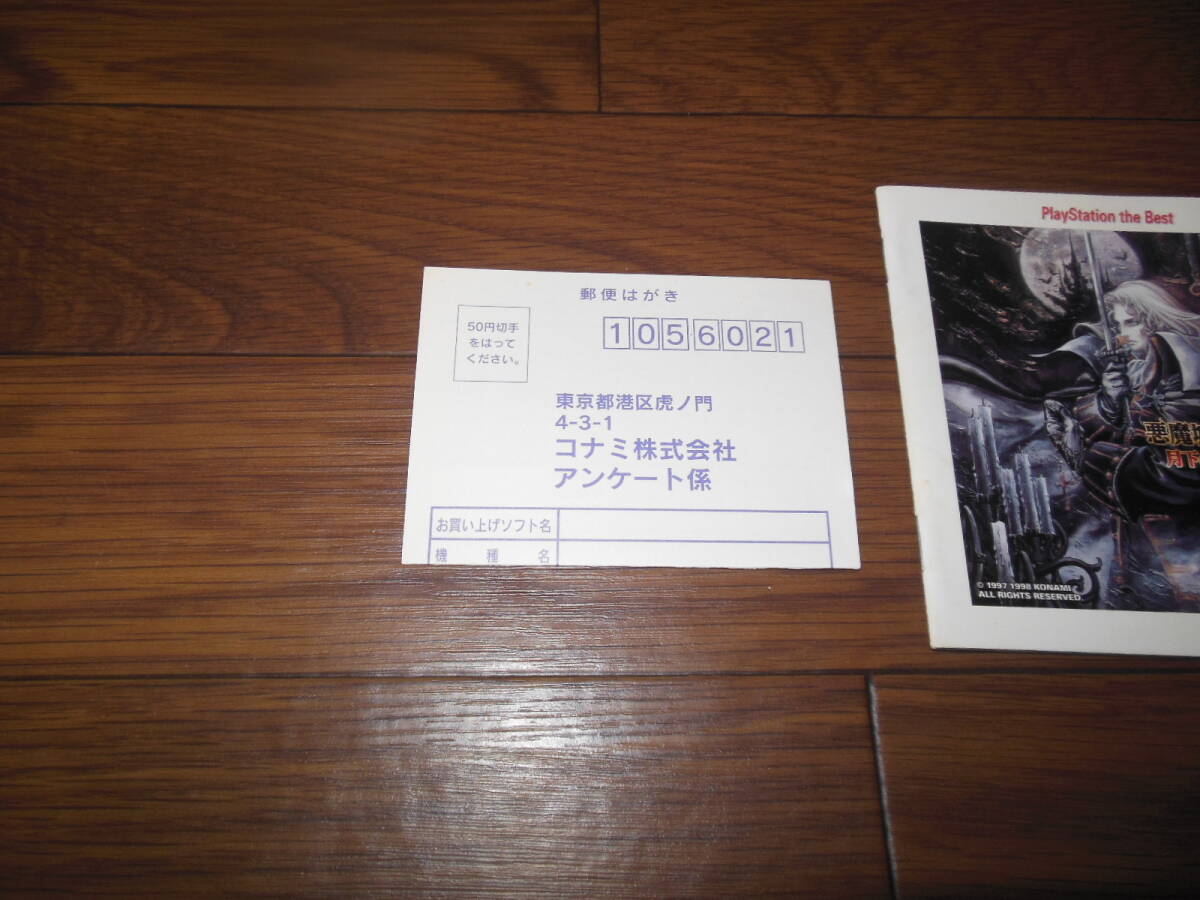 郵便はがき
50円切手
をはって
ください。
1056021
東京都港区虎ノ門
4-3-1
コナミ株式会社
アンケート係
お買い上げソフト名
機種名
PlayStation the Best
悪魔
月下
© 1997 1998 KONAMI
ALL RIGHTS RESERVED.